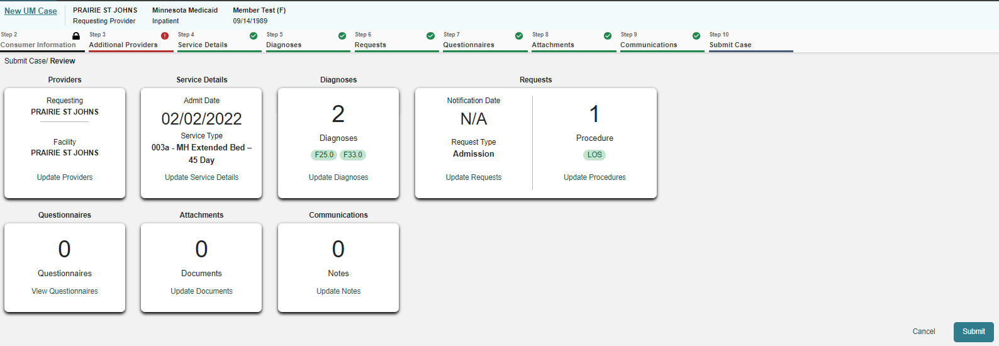 New UM Case
PRAIRIE ST JOHNS
Requesting Provider
Minnesota Medicaid
Inpatient
Member Test (F)
09/14/1989
Step 2
Consumer Information
Step 3
Additional Providers
Step 4
Service Details
Step 5
Diagnoses
Step 6
Requests
Step 7
Questionnaires
Step 8
Attachments
Step 9
Communications
Step 10
Submit Case
Submit Case/ Review
Providers
Requesting
PRAIRIE ST JOHNS
Facility
PRAIRIE ST JOHNS
Update Providers
Service Details
Admit Date
02/02/2022
Service Type
003a - MH Extended Bed –
45 Day
Update Service Details
Diagnoses
2
Diagnoses
F25.0 F33.0
Update Diagnoses
Requests
Notification Date
N/A
Request Type
Admission
Update Requests
1
Procedure
LOS
Update Procedures
Questionnaires
0
Questionnaires
View Questionnaires
Attachments
0
Documents
Update Documents
Communications
0
Notes
Update Notes
Cancel
Submit